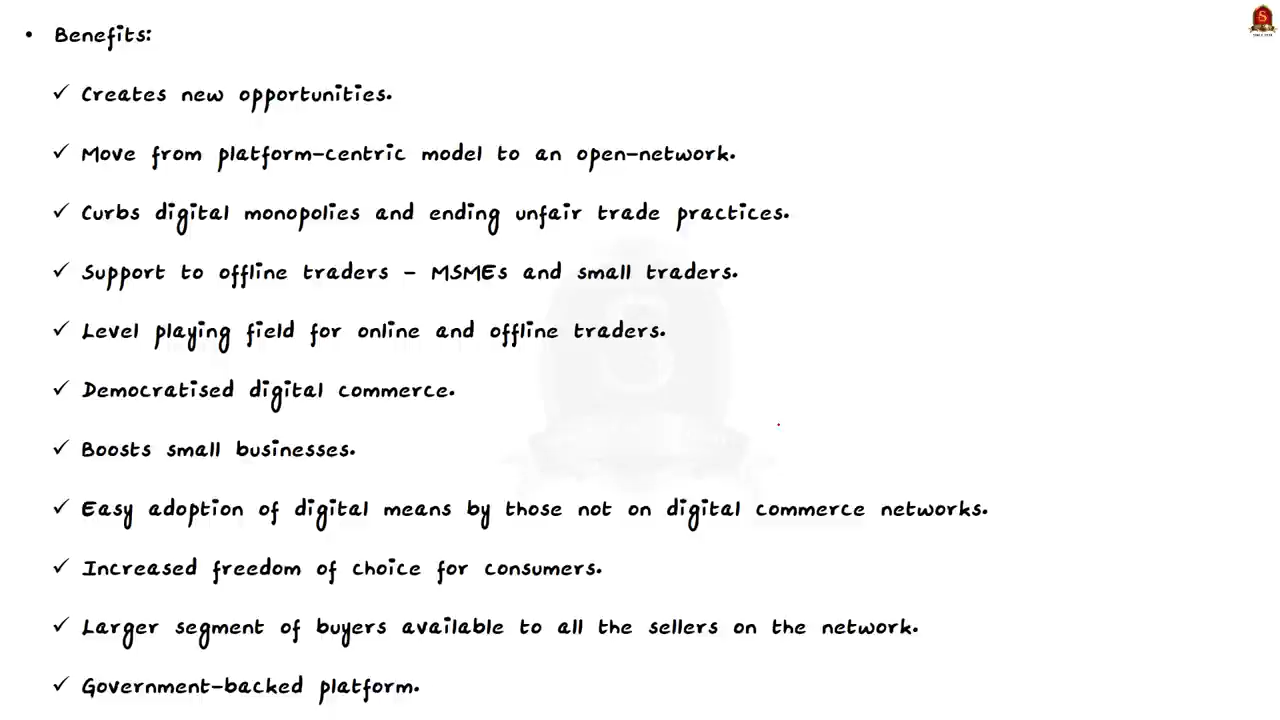 • Benefits:
✓ Creates new opportunities.
✓ Move from platform-centric model to an open-network.
✓ Curbs digital monopolies and ending unfair trade practices.
✓ Support to offline traders - MSMEs and small traders.
✓ Level playing field for online and offline traders.
✓ Democratised digital commerce.
✓ Boosts small businesses.
✓ Easy adoption of digital means by those not on digital commerce networks.
✓ Increased freedom of choice for consumers.
✓ Larger segment of buyers available to all the sellers on the network.
✓ Government-backed platform.